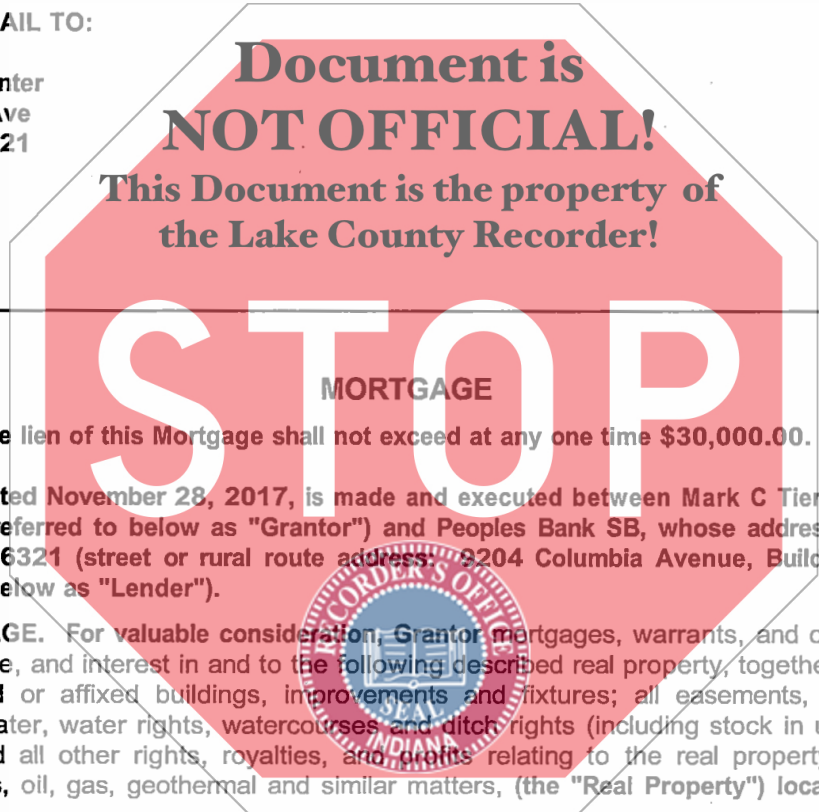 AIL TO:
Document is
nter
ve
NOT OFFICIAL!
21
This Document is the property of
the Lake County Recorder!
STOP
MORTGAGE
e lien of this Mortgage shall not exceed at any one time $30,000.00.
ted November 28, 2017, is made and executed between Mark C Tier
eferred to below as "Grantor") and Peoples Bank SB, whose addres
6321 (street or rural route address: 9204 Columbia Avenue, Build
elow as "Lender").
GE. For valuable consideration, Grantor mortgages, warrants, and c
e, and interest in and to the following described real property, togethe
d or affixed buildings, improvements and fixtures; all easements,
ater, water rights, watercourses and ditch rights (including stock in u
d all other rights, royalties, and profits relating to the real property
s, oil, gas, geothermal and similar matters, (the "Real Property") loca
RECORDER'S OFFICE
SEAL
INDIANA